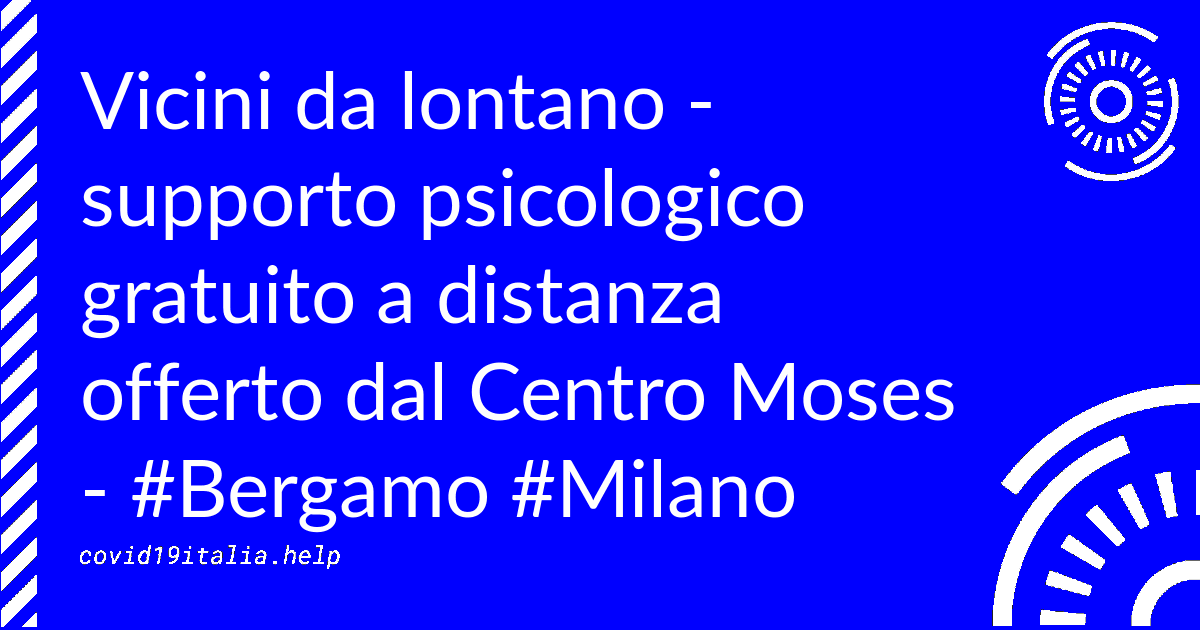 Vicini da lontano -
supporto psicologico
gratuito a distanza
offerto dal Centro Moses
- #Bergamo #Milano
covid19italia.help